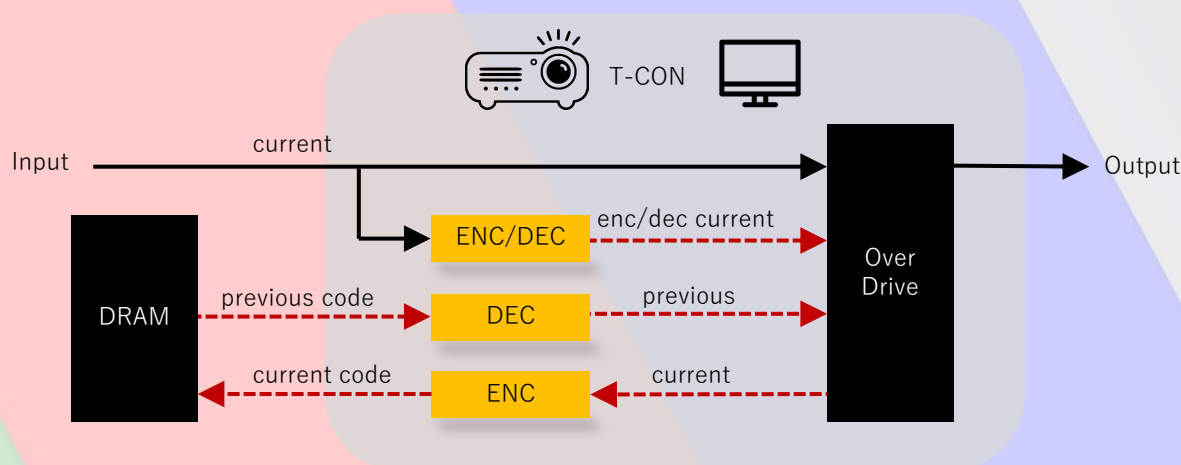 T-CON
current
Input
Output
enc/dec current
ENC/DEC
Over
Drive
previous code
DEC
previous
DRAM
current code
ENC
current